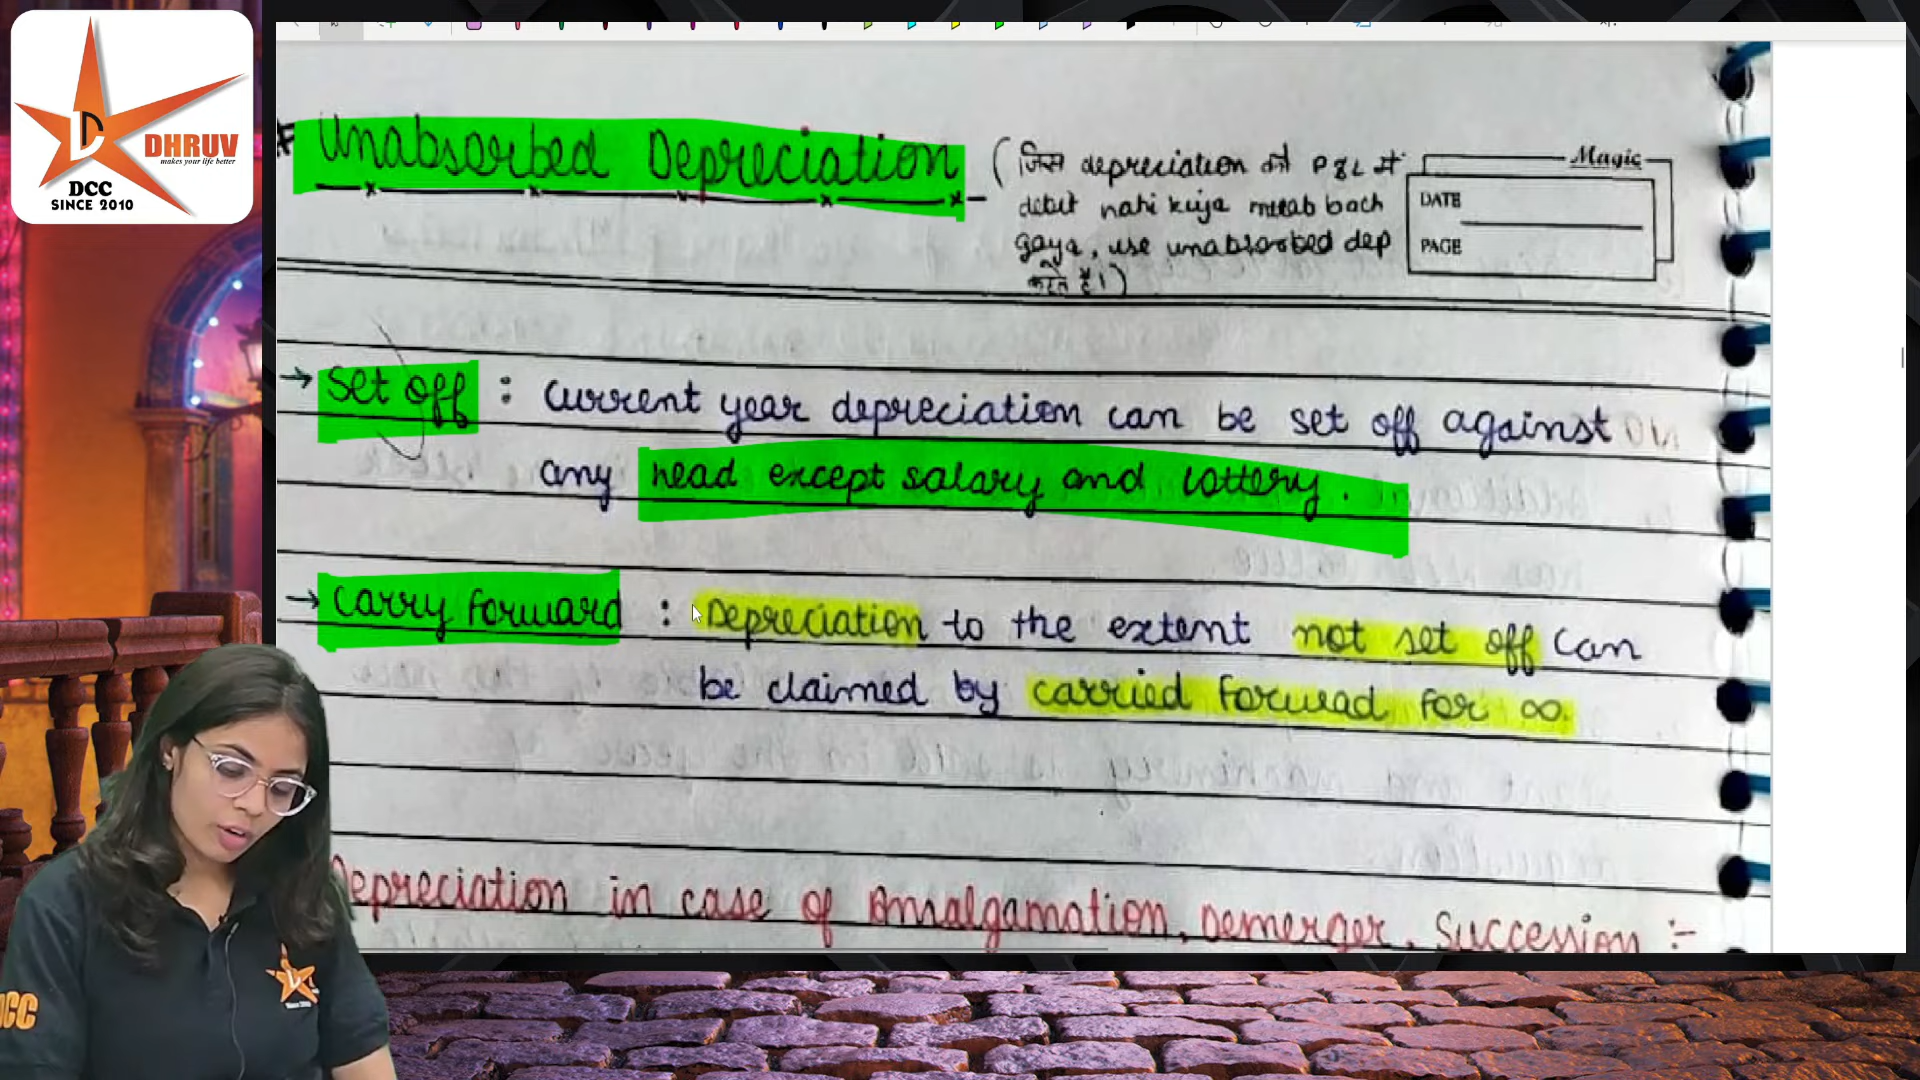 DC
DHRUV
makes your life better
DCC
SINCE 2010
# Unabsorbed Depreciation
(जिस depreciation को P&L में
debit nahi kiya matlab bach
gaya, use unabsorbed dep
कहते हैं।)
Magic
DATE
PAGE
→ Set off : Current year depreciation can be set off against
any head except salary and lottery.
→ Carry forward : Depreciation to the extent not set off can
be claimed by carried forward for ∞.
Depreciation in case of Amalgamation, Demerger, Succession :-
DCC